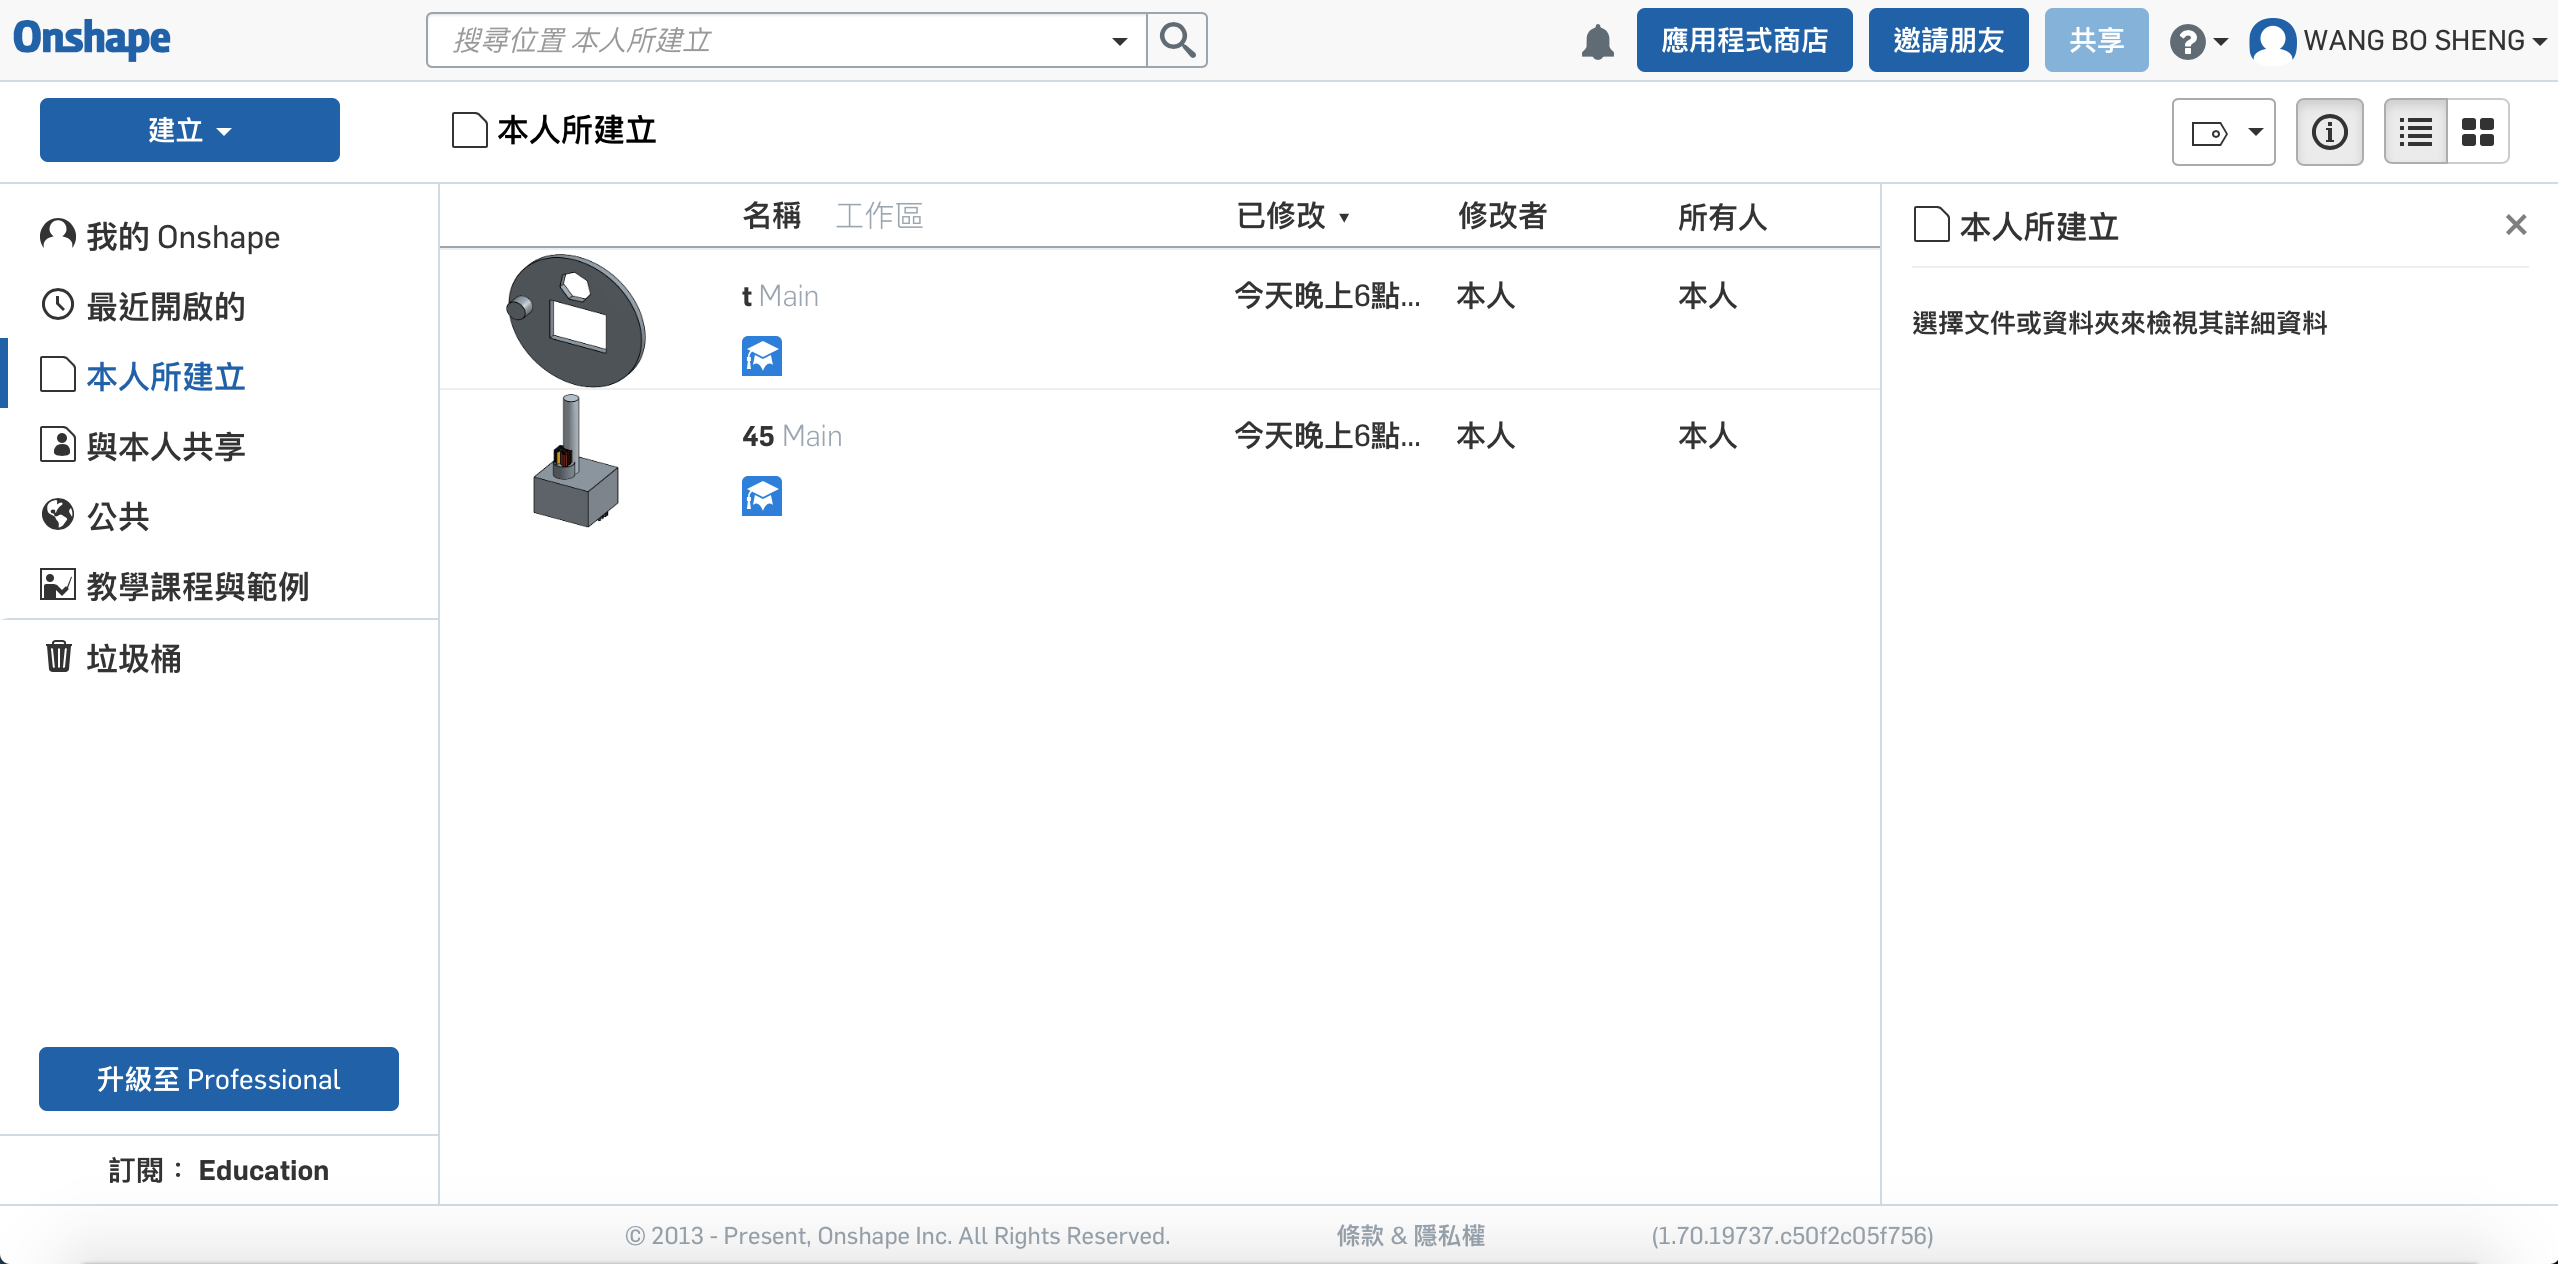 Onshape
搜尋位置 本人所建立
應用程式商店
邀請朋友
共享
WANG BO SHENG
建立
本人所建立
我的 Onshape
最近開啟的
本人所建立
與本人共享
公共
教學課程與範例
垃圾桶
升級至 Professional
訂閱： Education
名稱 工作區 已修改 修改者 所有人
t Main 今天晚上6點... 本人 本人
45 Main 今天晚上6點... 本人 本人
本人所建立
選擇文件或資料夾來檢視其詳細資料
© 2013 - Present, Onshape Inc. All Rights Reserved. 條款 & 隱私權 (1.70.19737.c50f2c05f756)